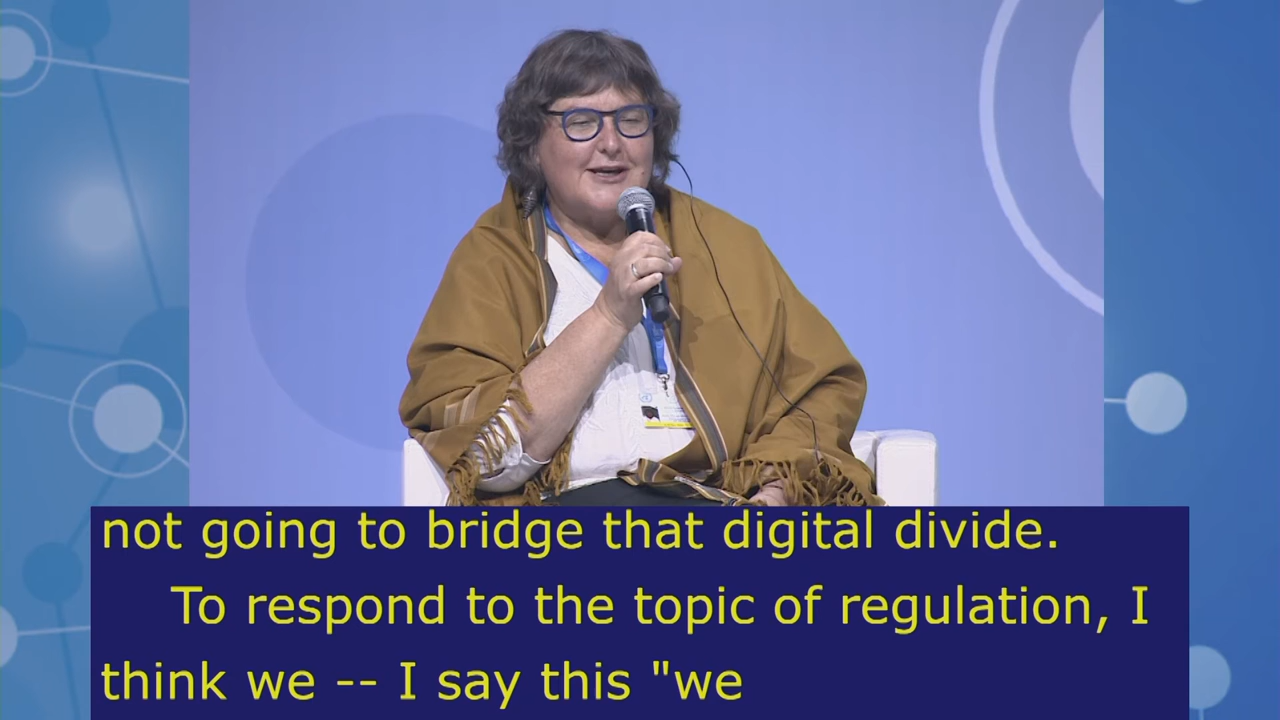 not going to bridge that digital divide.
To respond to the topic of regulation, I
think we -- I say this "we